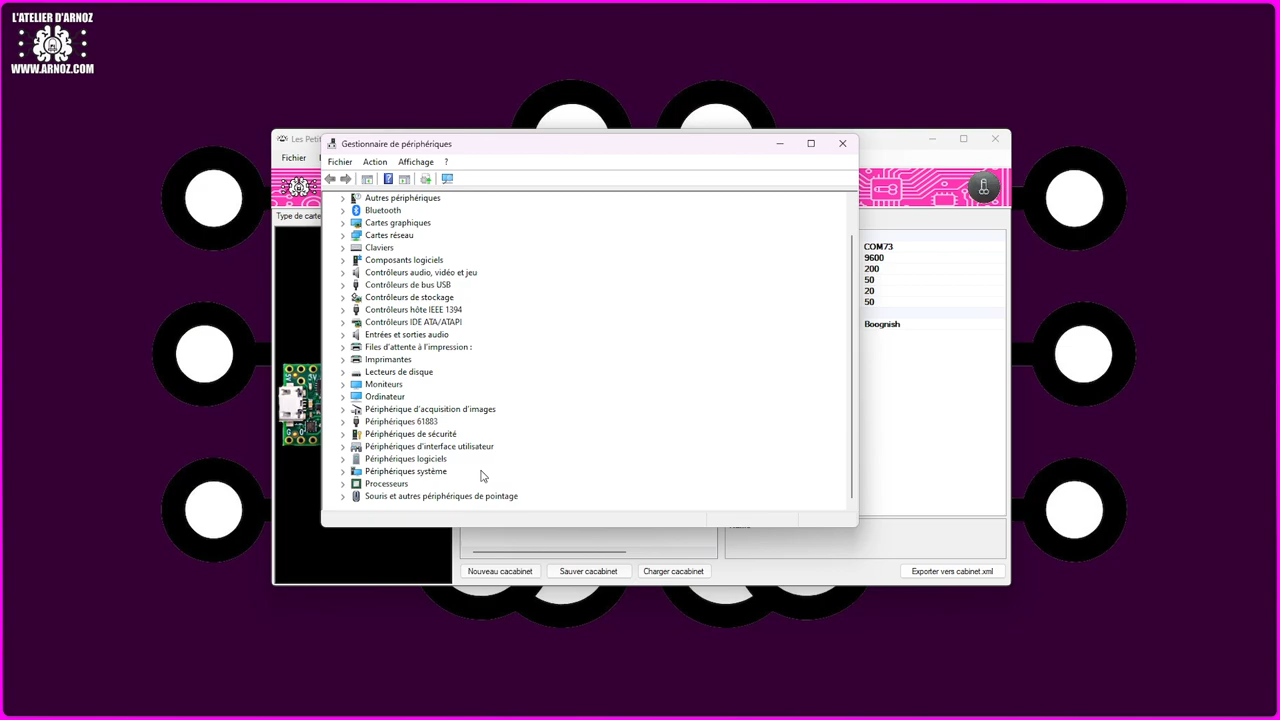 L'ATELIER D'ARNOZ
WWW.ARNOZ.COM
Les Petit
Gestionnaire de périphériques
Fichier
Fichier Action Affichage ?
Type de carte
Autres périphériques
Bluetooth
Cartes graphiques
Cartes réseau
Claviers
Composants logiciels
Contrôleurs audio, vidéo et jeu
Contrôleurs de bus USB
Contrôleurs de stockage
Contrôleurs hôte IEEE 1394
Contrôleurs IDE ATA/ATAPI
Entrées et sorties audio
Files d'attente à l'impression :
Imprimantes
Lecteurs de disque
Moniteurs
Ordinateur
Périphérique d'acquisition d'images
Périphériques 61883
Périphériques de sécurité
Périphériques d'interface utilisateur
Périphériques logiciels
Périphériques système
Processeurs
Souris et autres périphériques de pointage
COM73
9600
200
50
20
50
Boognish
Nouveau cacabinet
Sauver cacabinet
Charger cacabinet
Exporter vers cabinet.xml